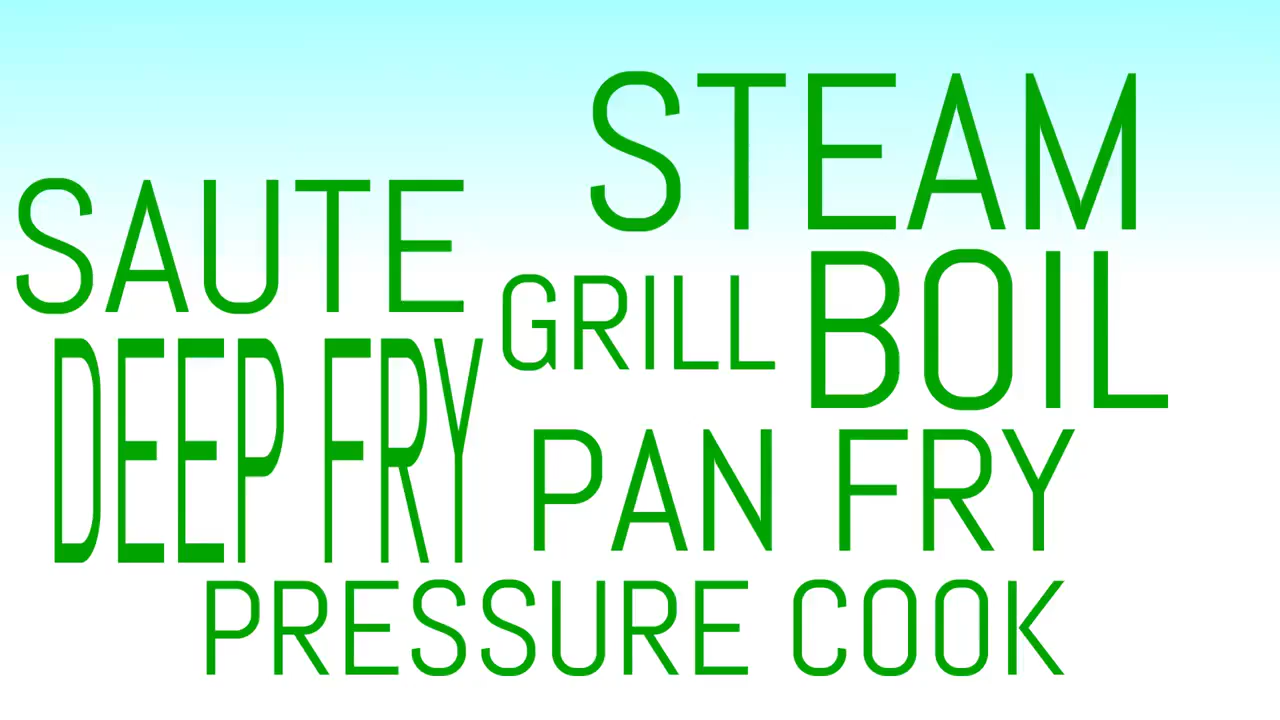 STEAM
SAUTE
GRILL
BOIL
DEEP FRY
PAN FRY
PRESSURE COOK